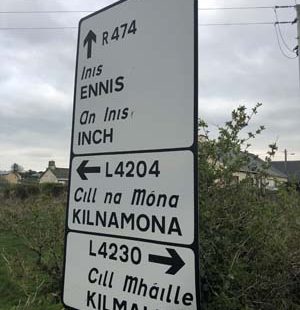 R 474
Inis
ENNIS
An Inis
INCH
L4204
Cill na Móna
KILNAMONA
L4230
Cill Mháille